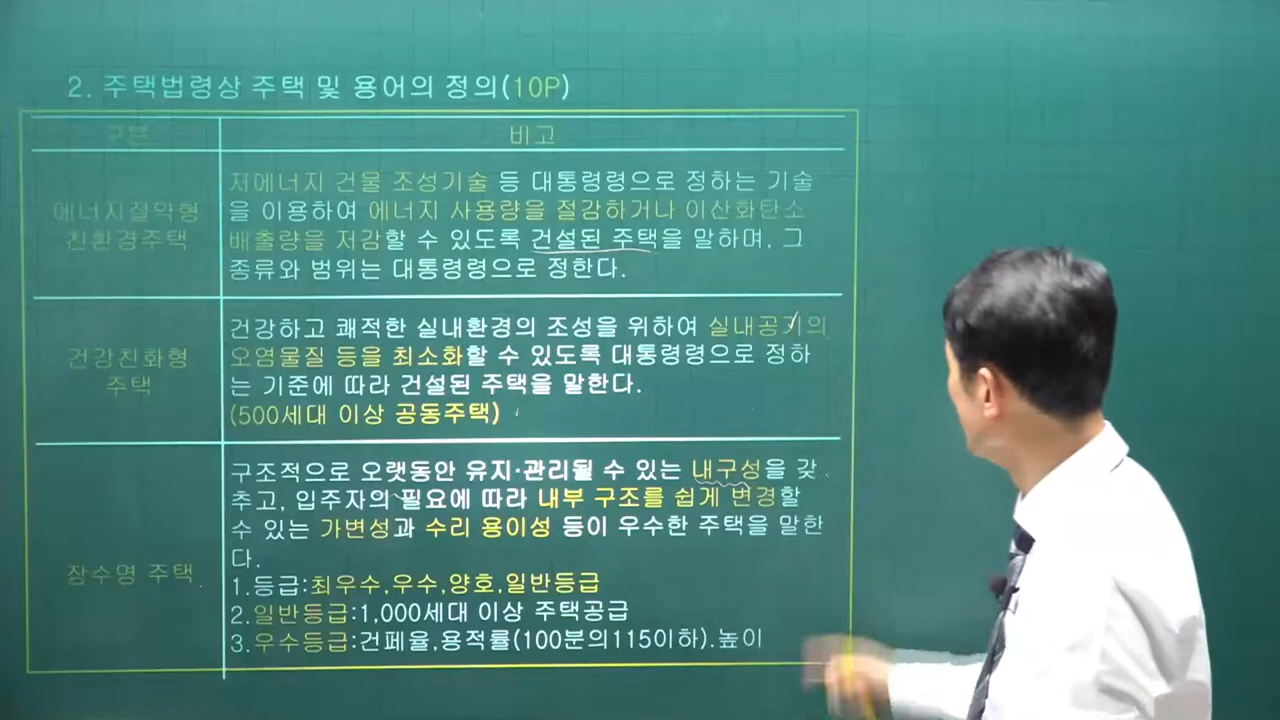 2. 주택법령상 주택 및 용어의 정의(10P)
구분
비고
에너지절약형
친환경주택
저에너지 건물 조성기술 등 대통령령으로 정하는 기술
을 이용하여 에너지 사용량을 절감하거나 이산화탄소
배출량을 저감할 수 있도록 건설된 주택을 말하며, 그
종류와 범위는 대통령령으로 정한다.
건강친화형
주택
건강하고 쾌적한 실내환경의 조성을 위하여 실내공기의
오염물질 등을 최소화할 수 있도록 대통령령으로 정하
는 기준에 따라 건설된 주택을 말한다.
(500세대 이상 공동주택)
장수명 주택
구조적으로 오랫동안 유지·관리될 수 있는 내구성을 갖
추고, 입주자의 필요에 따라 내부 구조를 쉽게 변경할
수 있는 가변성과 수리 용이성 등이 우수한 주택을 말한
다.
1.등급:최우수,우수,양호,일반등급
2.일반등급:1,000세대 이상 주택공급
3.우수등급:건폐율,용적률(100분의115이하).높이